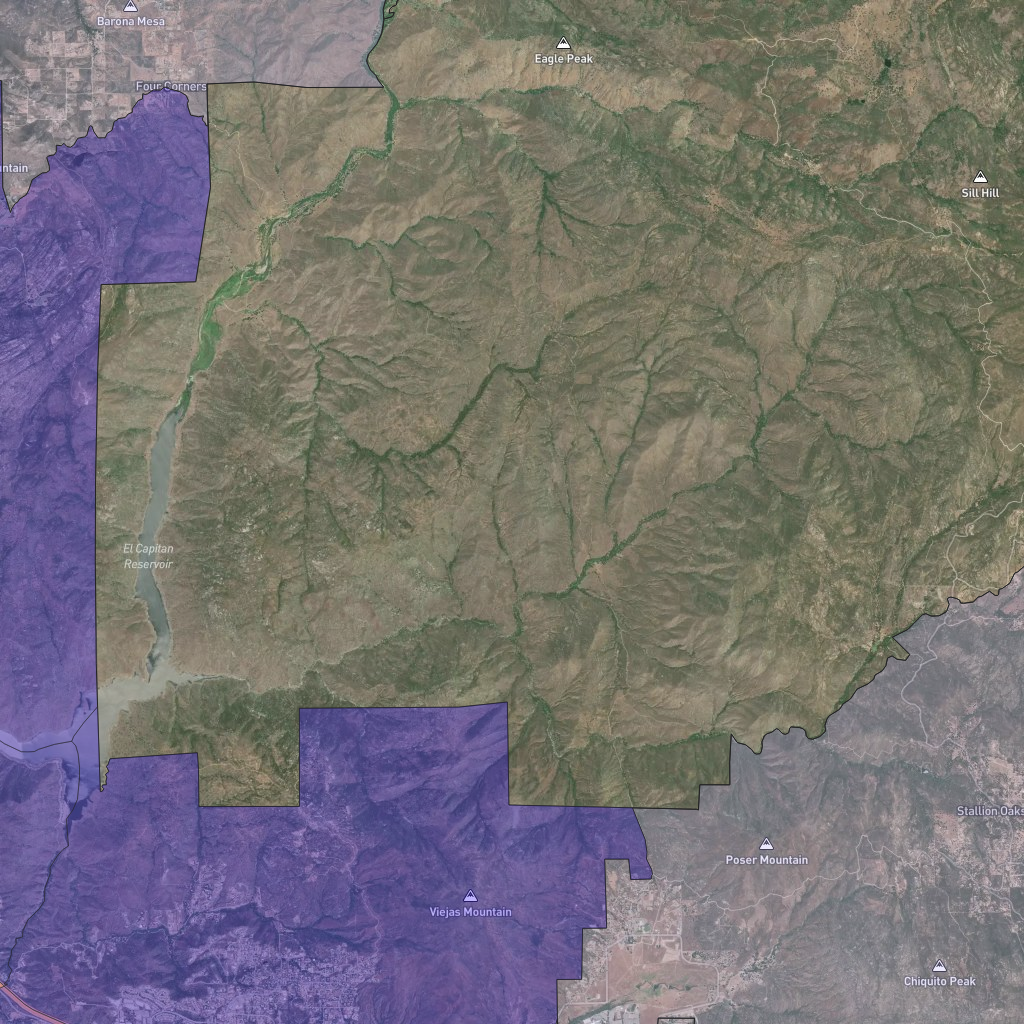 Barona Mesa
Eagle Peak
Four Corners
ntain
Sill Hill
El Capitan
Reservoir
Stallion Oaks
Poser Mountain
Viejas Mountain
Chiquito Peak